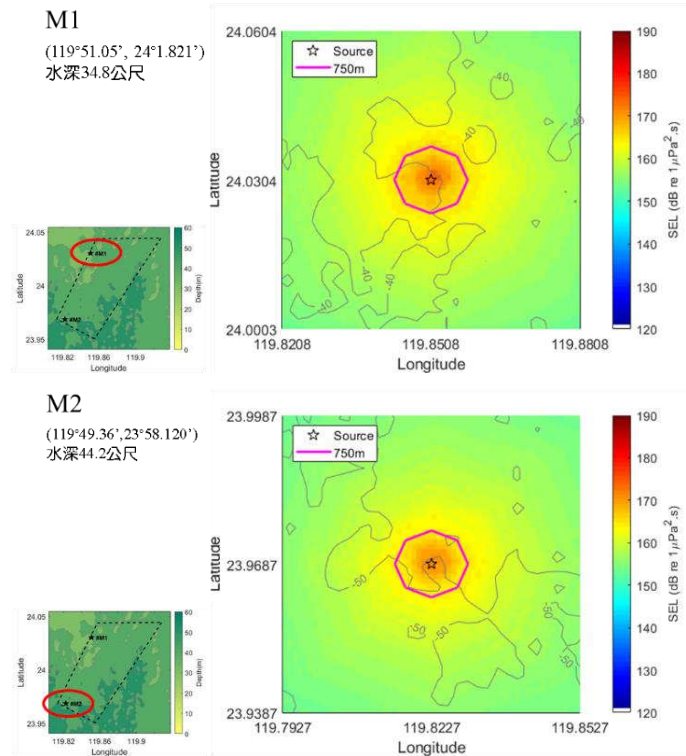 M1
(119°51.05’, 24°1.821’)
水深34.8公尺
24.05
24
23.95
Latitude
#M1
#M2
119.82
119.86
119.9
Longitude
60
50
40
30
20
10
0
Depth(m)
24.0604
24.0304
24.0003
Latitude
Source
750m
-40
-40
-40
-40
-40
119.8208
119.8508
119.8808
Longitude
190
180
170
160
150
140
130
120
SEL (dB re 1μPa².s)
M2
(119°49.36’,23°58.120’)
水深44.2公尺
24.05
24
23.95
Latitude
#M1
#M2
119.82
119.86
119.9
Longitude
60
50
40
30
20
10
0
Depth(m)
23.9987
23.9687
23.9387
Latitude
Source
750m
-50
-50
-50
-50
119.7927
119.8227
119.8527
Longitude
190
180
170
160
150
140
130
120
SEL (dB re 1μPa².s)